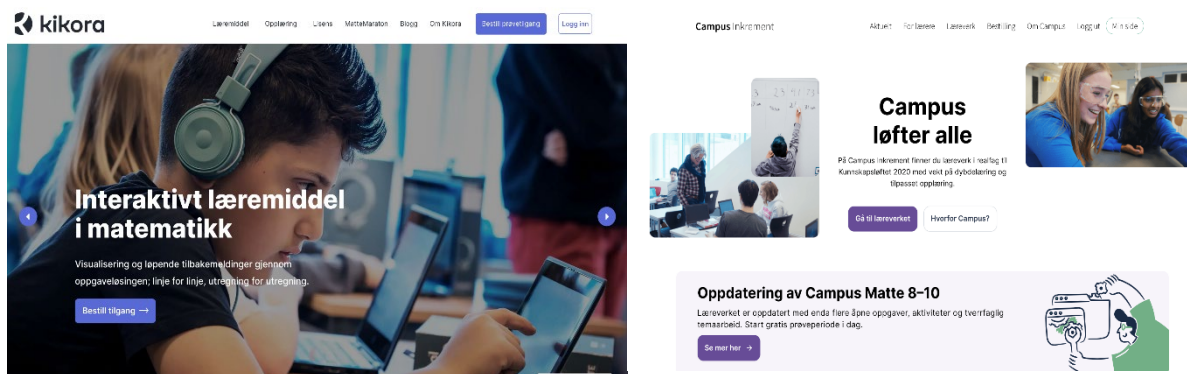 kikora
Læremiddel Opplæring Lisens MatteMaraton Blogg Om Kikora Bestill prøvetilgang Logg inn
Interaktivt læremiddel
i matematikk
Visualisering og løpende tilbakemeldinger gjennom
oppgaveløsingen; linje for linje, utregning for utregning.
Bestill tilgang →
Campus Inkrement
Aktuelt For lærere Læreverk Bestilling Om Campus Logg ut Min side
Campus
løfter alle
På Campus Inkrement finner du læreverk i realfag til
Kunnskapsløftet 2020 med vekt på dybdelæring og
tilpasset opplæring.
Gå til læreverket Hvorfor Campus?
Oppdatering av Campus Matte 8–10
Læreverket er oppdatert med enda flere åpne oppgaver, aktiviteter og tverrfaglig
temaarbeid. Start gratis prøveperiode i dag.
Se mer her →